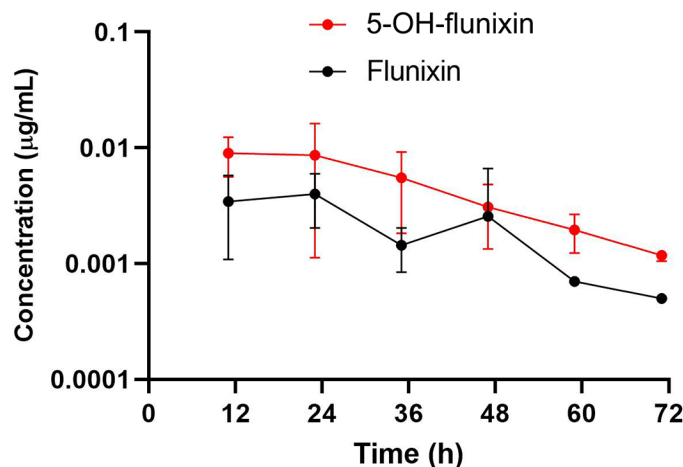 5-OH-flunixin
Flunixin
0.1
0.01
0.001
0.0001
Concentration (µg/mL)
0 12 24 36 48 60 72
Time (h)